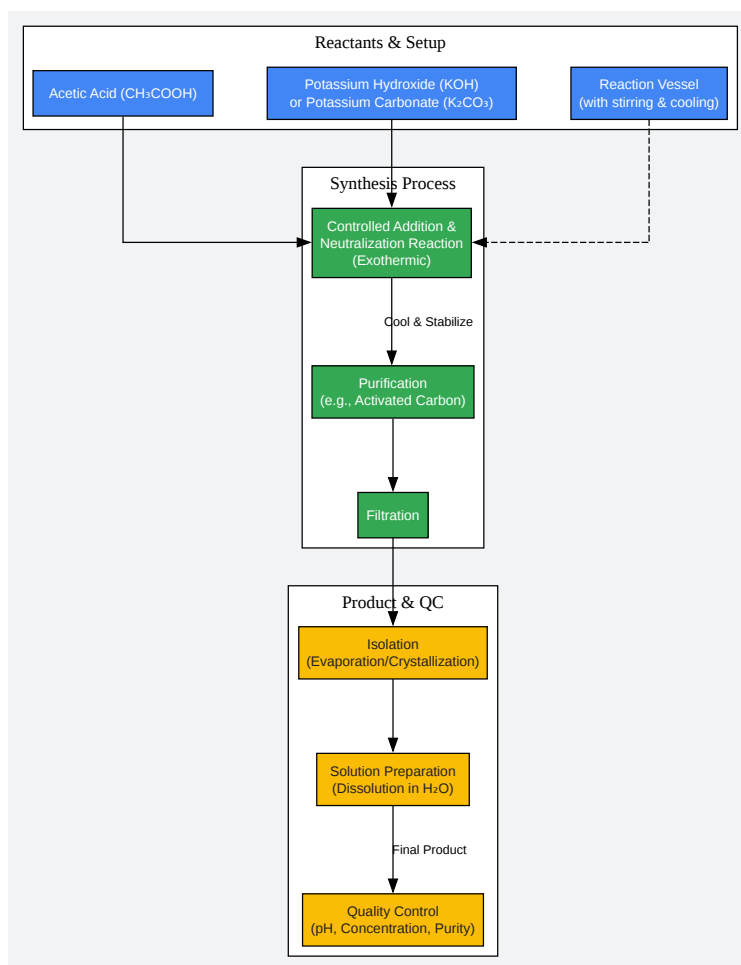 Reactants & Setup
Acetic Acid (CH₃COOH)
Potassium Hydroxide (KOH)
or Potassium Carbonate (K₂CO₃)
Reaction Vessel
(with stirring & cooling)
Synthesis Process
Controlled Addition &
Neutralization Reaction
(Exothermic)
Cool & Stabilize
Purification
(e.g., Activated Carbon)
Filtration
Product & QC
Isolation
(Evaporation/Crystallization)
Solution Preparation
(Dissolution in H₂O)
Final Product
Quality Control
(pH, Concentration, Purity)